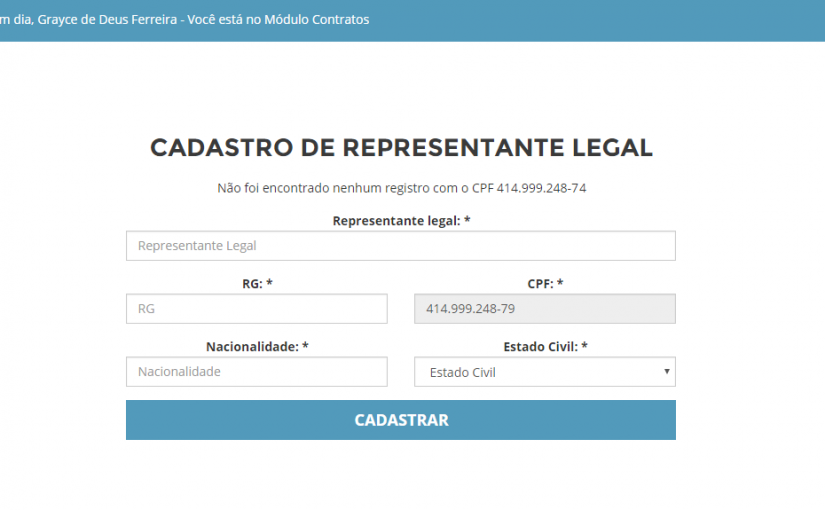 m dia, Grayce de Deus Ferreira - Você está no Módulo Contratos
CADASTRO DE REPRESENTANTE LEGAL
Não foi encontrado nenhum registro com o CPF 414.999.248-74
Representante legal: *
Representante Legal
RG: * CPF: *
RG 414.999.248-79
Nacionalidade: * Estado Civil: *
Nacionalidade Estado Civil
CADASTRAR